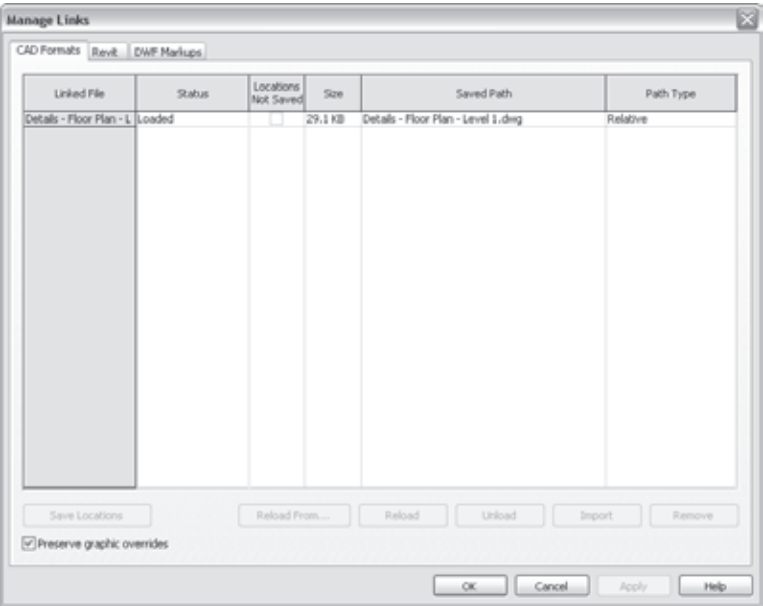 Manage Links
CAD Formats Revit DWF Markups
Linked File Status Locations Not Saved Size Saved Path Path Type
Details - Floor Plan - L Loaded 29.1 KB Details - Floor Plan - Level 1.dwg Relative
Save Locations Reload From.... Reload Unload Import Remove
Preserve graphic overrides
OK Cancel Apply Help